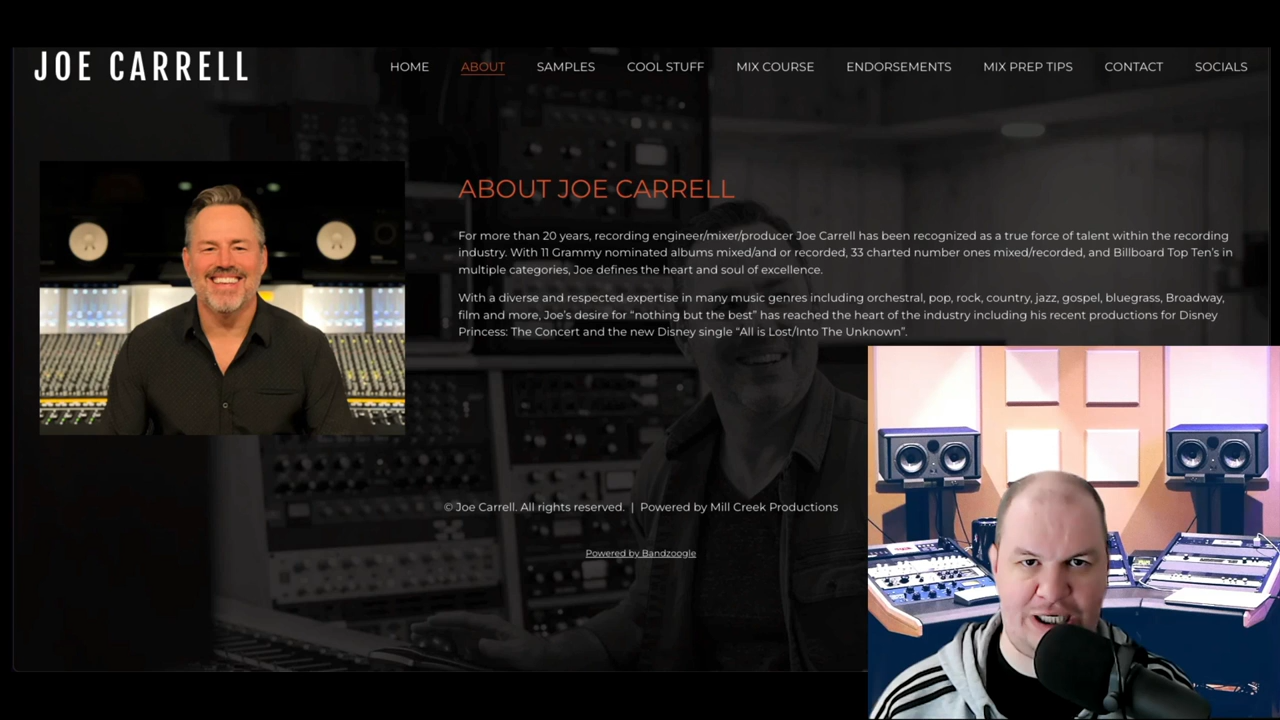 JOE CARRELL
HOME ABOUT SAMPLES COOL STUFF MIX COURSE ENDORSEMENTS MIX PREP TIPS CONTACT SOCIALS
ABOUT JOE CARRELL
For more than 20 years, recording engineer/mixer/producer Joe Carrell has been recognized as a true force of talent within the recording
industry. With 11 Grammy nominated albums mixed/and or recorded, 33 charted number ones mixed/recorded, and Billboard Top Ten's in
multiple categories, Joe defines the heart and soul of excellence.
With a diverse and respected expertise in many music genres including orchestral, pop, rock, country, jazz, gospel, bluegrass, Broadway,
film and more, Joe's desire for “nothing but the best” has reached the heart of the industry including his recent productions for Disney
Princess: The Concert and the new Disney single “All is Lost/Into The Unknown”.
© Joe Carrell. All rights reserved. | Powered by Mill Creek Productions
Powered by Bandzoogle